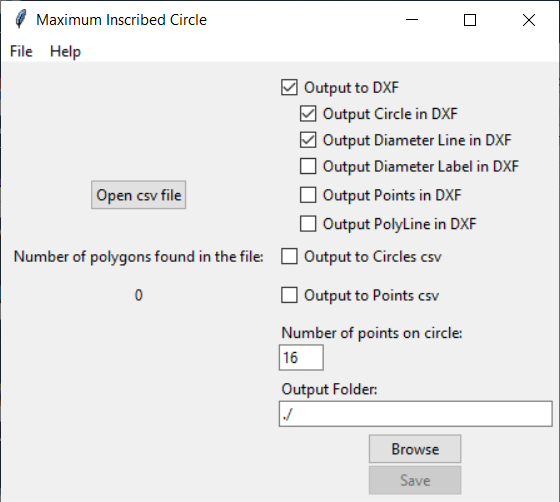 Maximum Inscribed Circle
File Help
Output to DXF
Output Circle in DXF
Output Diameter Line in DXF
Output Diameter Label in DXF
Open csv file
Output Points in DXF
Output PolyLine in DXF
Number of polygons found in the file:
Output to Circles csv
0
Output to Points csv
Number of points on circle:
16
Output Folder:
./
Browse
Save